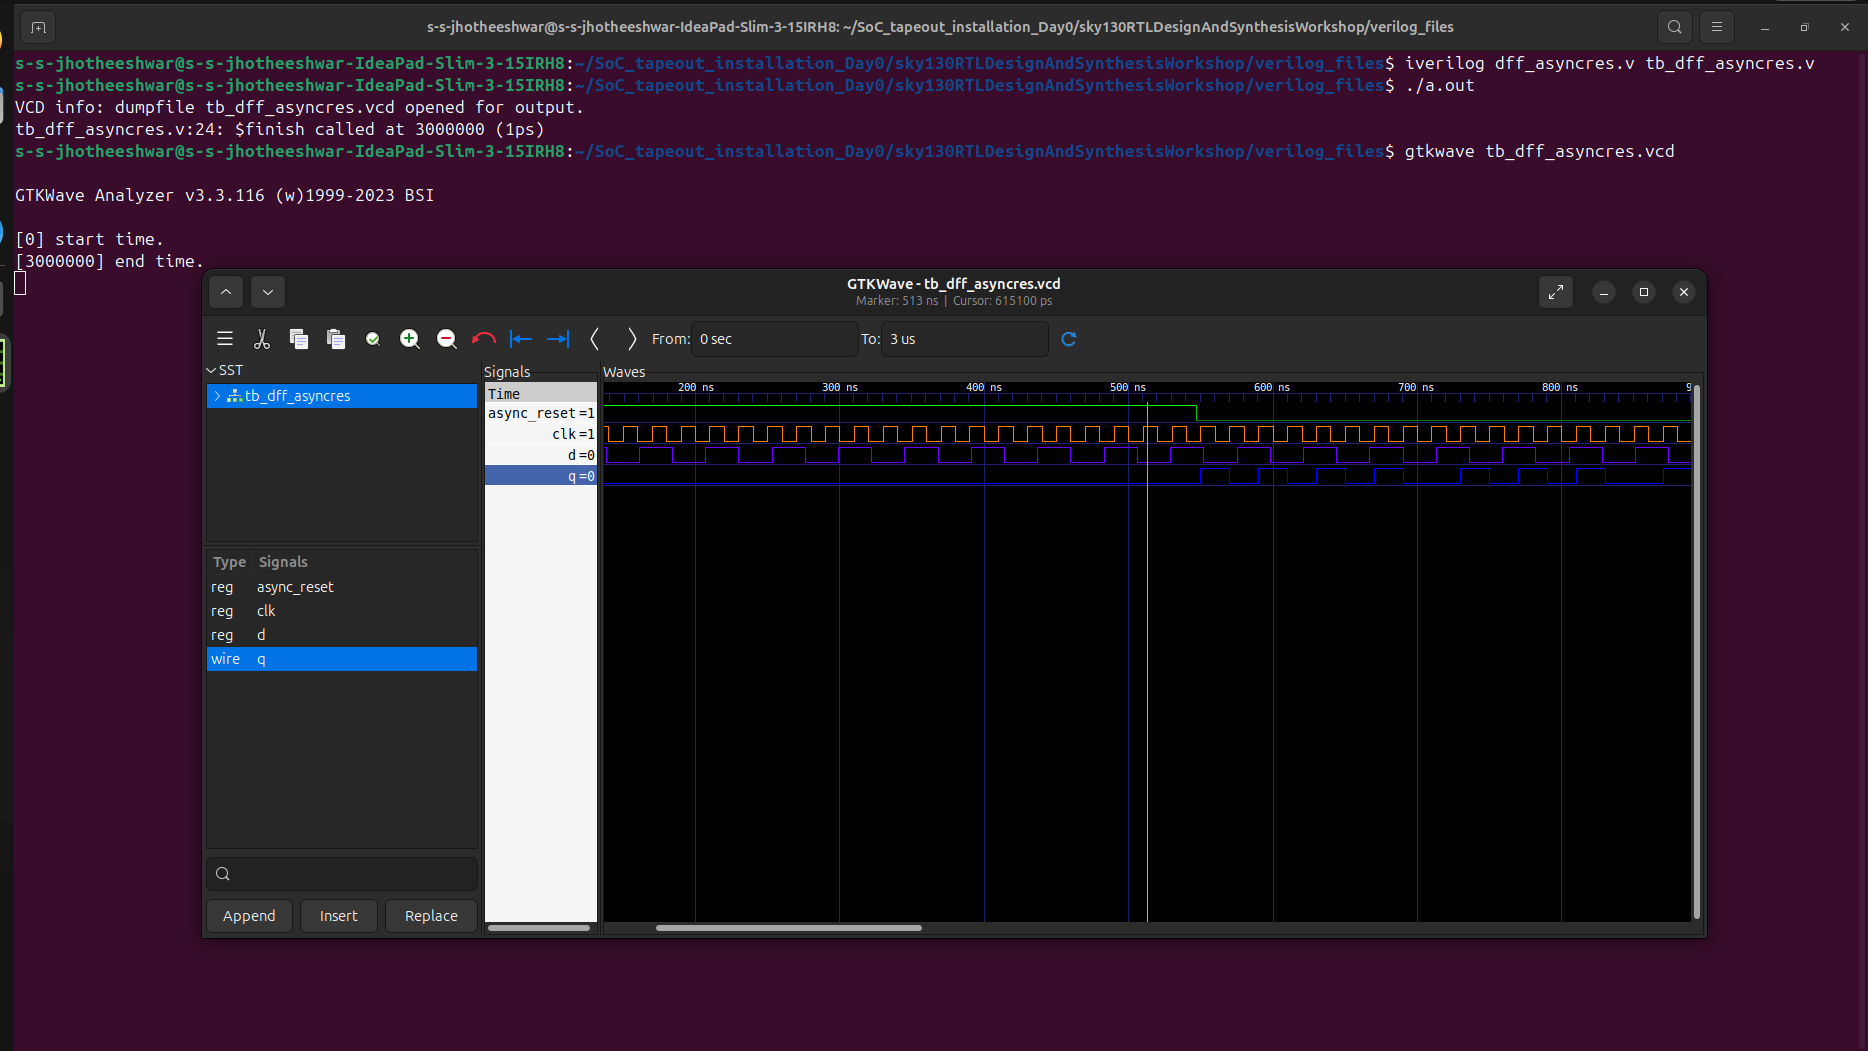 s-s-jhotheeshwar@s-s-jhotheeshwar-IdeaPad-Slim-3-15IRH8: ~/SoC_tapeout_installation_Day0/sky130RTLDesignAndSynthesisWorkshop/verilog_files
s-s-jhotheeshwar@s-s-jhotheeshwar-IdeaPad-Slim-3-15IRH8:~/SoC_tapeout_installation_Day0/sky130RTLDesignAndSynthesisWorkshop/verilog_files$ iverilog dff_asyncres.v tb_dff_asyncres.v
s-s-jhotheeshwar@s-s-jhotheeshwar-IdeaPad-Slim-3-15IRH8:~/SoC_tapeout_installation_Day0/sky130RTLDesignAndSynthesisWorkshop/verilog_files$ ./a.out
VCD info: dumpfile tb_dff_asyncres.vcd opened for output.
tb_dff_asyncres.v:24: $finish called at 3000000 (1ps)
s-s-jhotheeshwar@s-s-jhotheeshwar-IdeaPad-Slim-3-15IRH8:~/SoC_tapeout_installation_Day0/sky130RTLDesignAndSynthesisWorkshop/verilog_files$ gtkwave tb_dff_asyncres.vcd
GTKWave Analyzer v3.3.116 (w)1999-2023 BSI
[0] start time.
[3000000] end time.
GTKWave - tb_dff_asyncres.vcd
Marker: 513 ns | Cursor: 615100 ps
From: 0 sec To: 3 us
SST
tb_dff_asyncres
Type Signals
reg async_reset
reg clk
reg d
wire q
Append Insert Replace
Signals
Time
async_reset=1
clk=1
d=0
q=0
Waves
200 ns 300 ns 400 ns 500 ns 600 ns 700 ns 800 ns 9